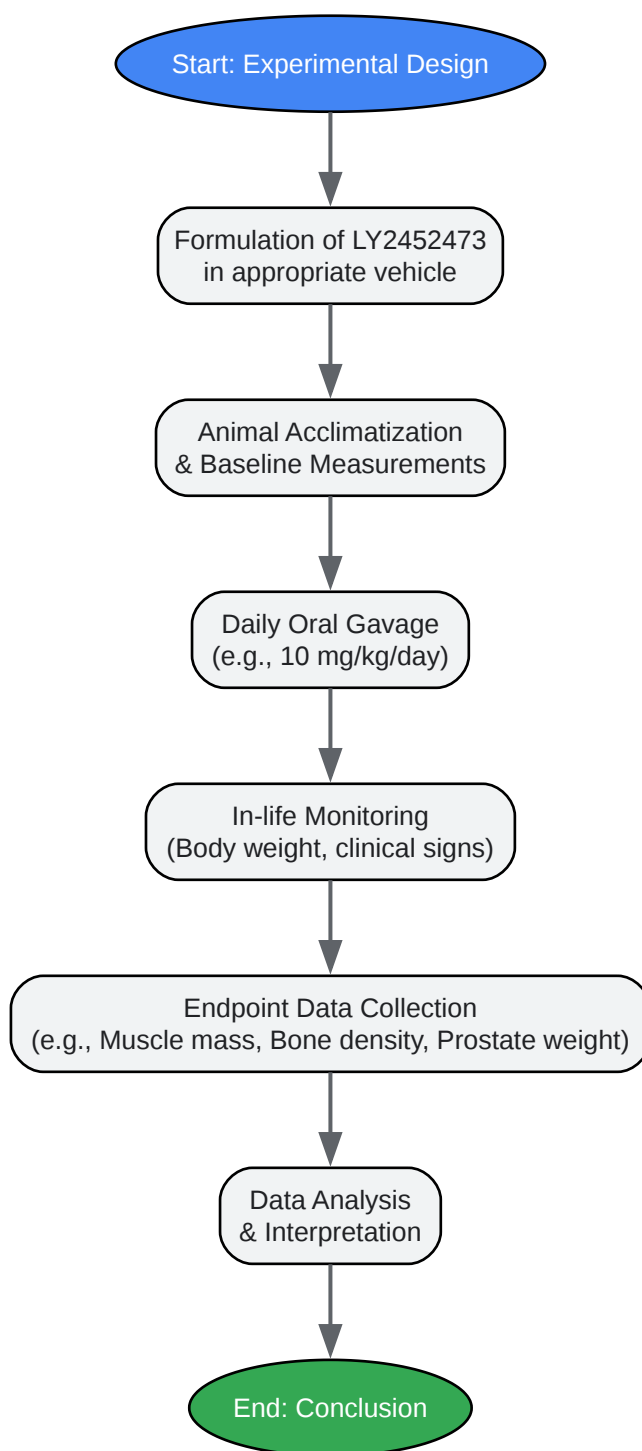 Start: Experimental Design
Formulation of LY2452473
in appropriate vehicle
Animal Acclimatization
& Baseline Measurements
Daily Oral Gavage
(e.g., 10 mg/kg/day)
In-life Monitoring
(Body weight, clinical signs)
Endpoint Data Collection
(e.g., Muscle mass, Bone density, Prostate weight)
Data Analysis
& Interpretation
End: Conclusion